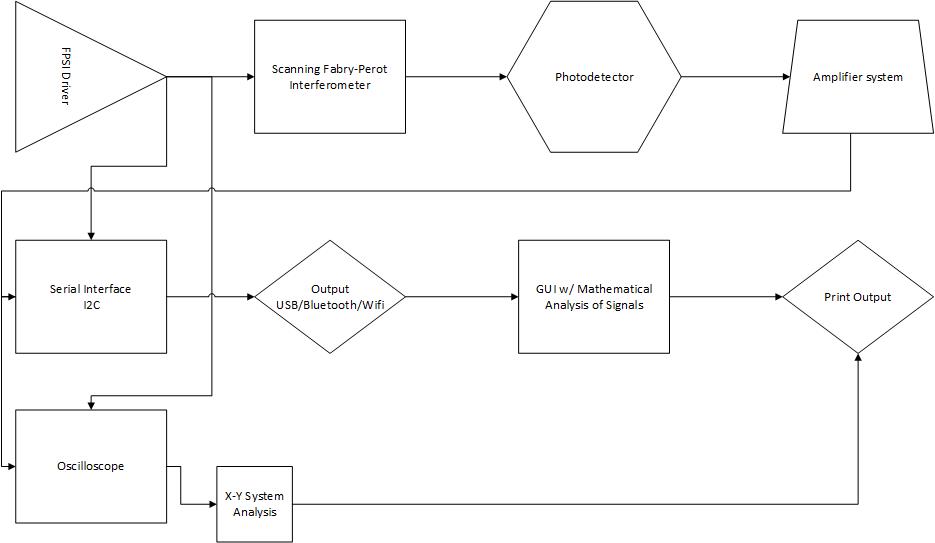 FPSI Driver
Scanning Fabry-Perot
Interferometer
Photodetector
Amplifier system
Serial Interface
I2C
Output
USB/Bluetooth/Wifi
GUI w/ Mathematical
Analysis of Signals
Print Output
Oscilloscope
X-Y System
Analysis